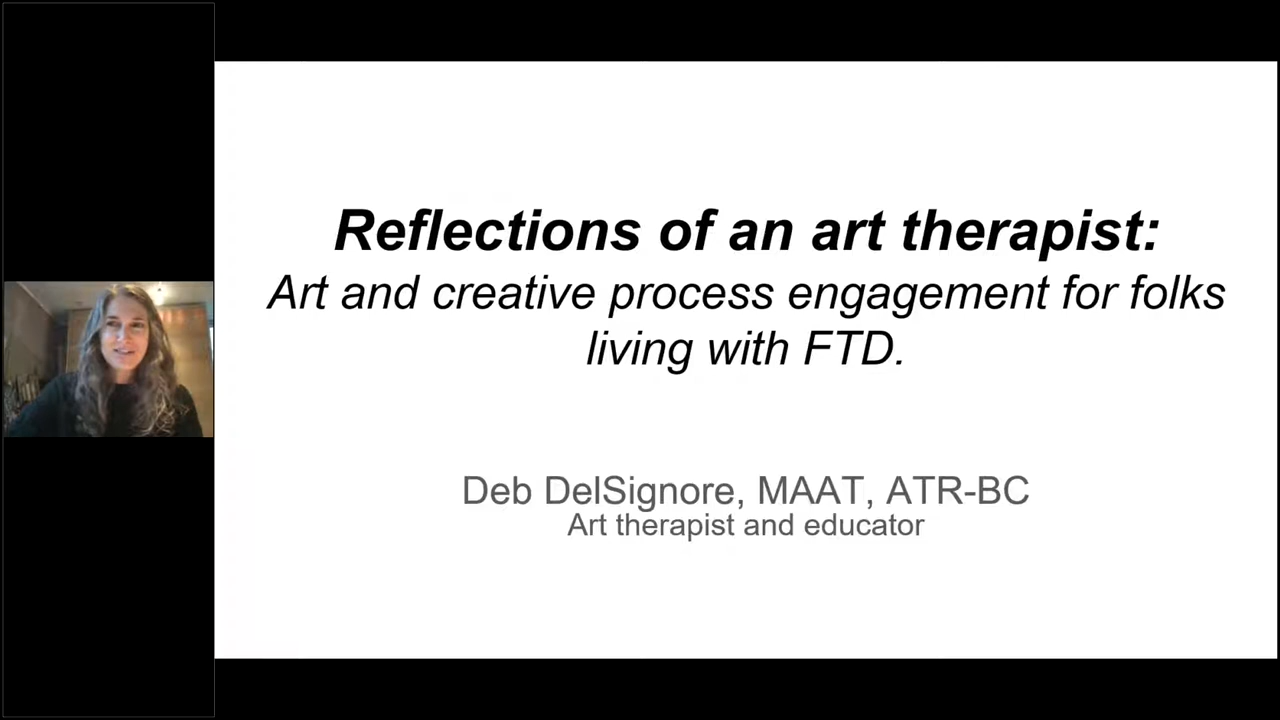 Reflections of an art therapist:
Art and creative process engagement for folks
living with FTD.
Deb DelSignore, MAAT, ATR-BC
Art therapist and educator